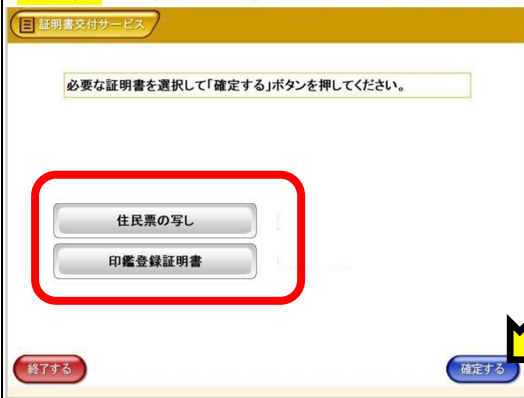 証明書交付サービス
必要な証明書を選択して「確定する」ボタンを押してください。
住民票の写し
印鑑登録証明書
終了する
確定する